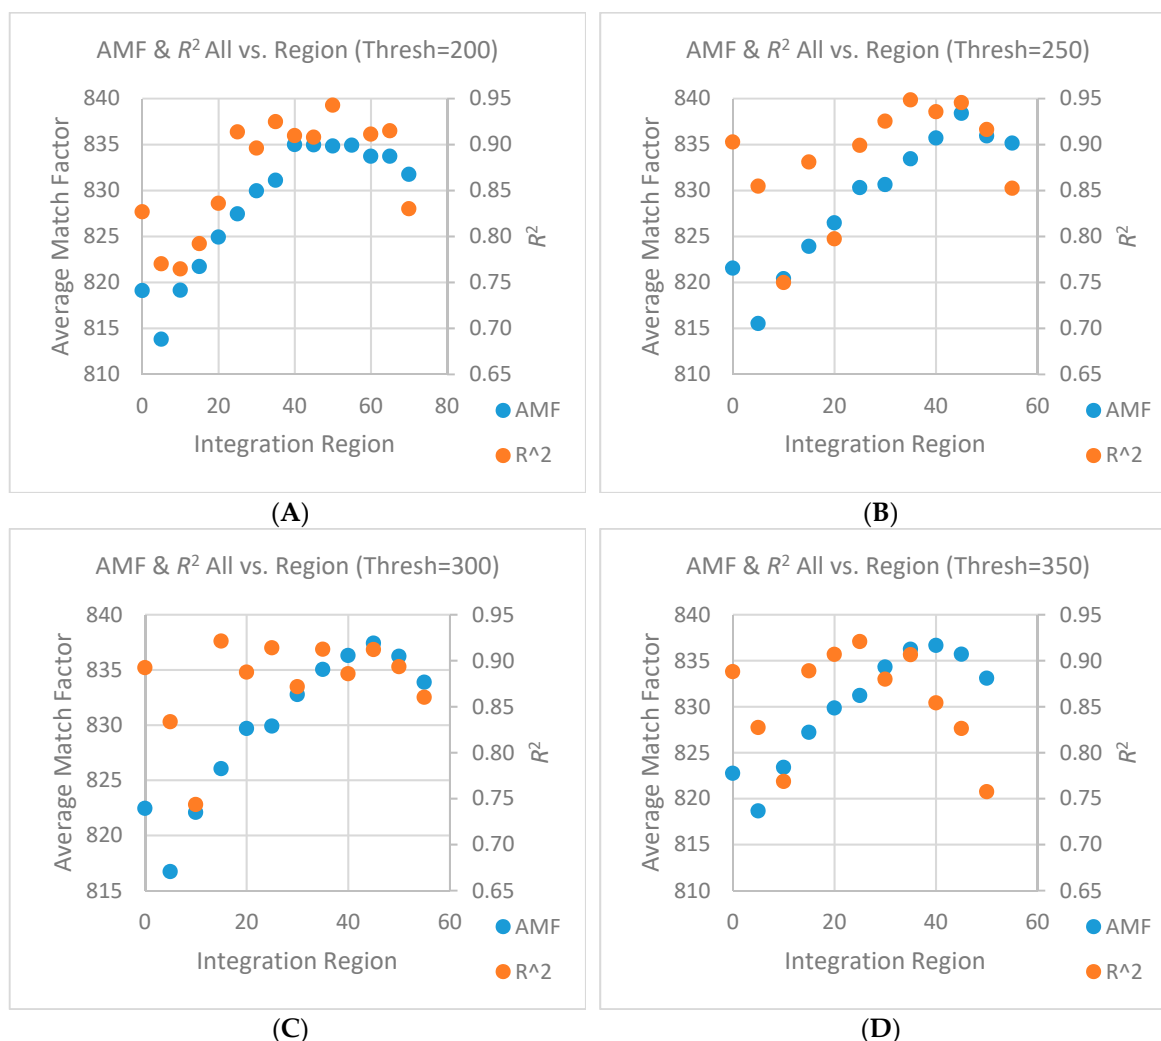 AMF & R² All vs. Region (Thresh=200)
Average Match Factor
840
835
830
825
820
815
810
0.95
0.90
0.85
0.80
0.75
0.70
0.65
R²
0 20 40 60 80
Integration Region
AMF
R^2
(A)
AMF & R² All vs. Region (Thresh=250)
Average Match Factor
840
835
830
825
820
815
810
0.95
0.90
0.85
0.80
0.75
0.70
0.65
R²
0 20 40 60
Integration Region
AMF
R^2
(B)
AMF & R² All vs. Region (Thresh=300)
Average Match Factor
840
835
830
825
820
815
0.95
0.90
0.85
0.80
0.75
0.70
0.65
R²
0 20 40 60
Integration Region
AMF
R^2
(C)
AMF & R² All vs. Region (Thresh=350)
Average Match Factor
840
835
830
825
820
815
810
0.95
0.90
0.85
0.80
0.75
0.70
0.65
R²
0 20 40 60
Integration Region
AMF
R^2
(D)